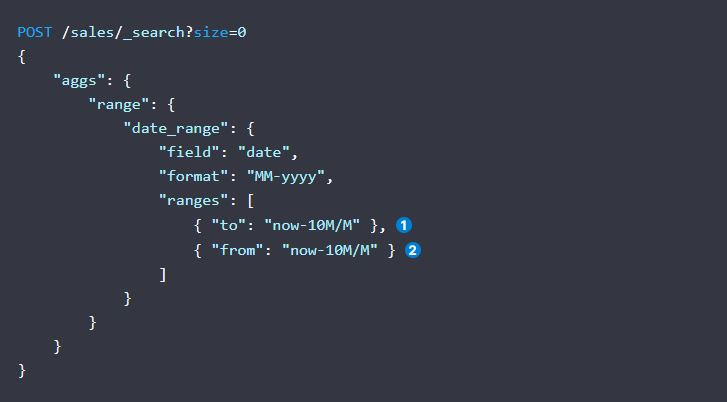 POST /sales/_search?size=0
{
    "aggs": {
        "range": {
            "date_range": {
                "field": "date",
                "format": "MM-yyyy",
                "ranges": [
                    { "to": "now-10M/M" }, 1
                    { "from": "now-10M/M" } 2
                ]
            }
        }
    }
}